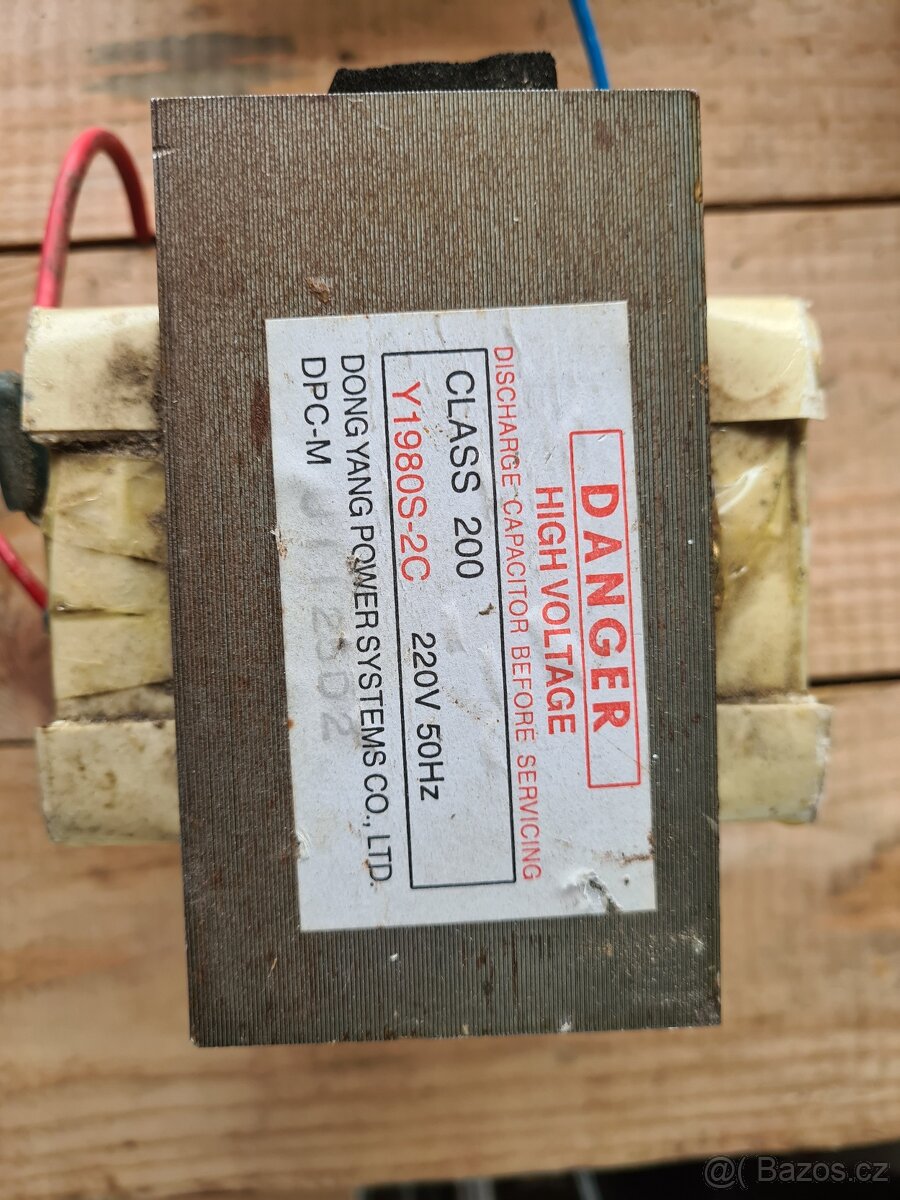 DANGER
HIGH VOLTAGE
DISCHARGE CAPACITOR BEFORE SERVICING
CLASS 200
Y1980S-2C 220V 50Hz
DONG YANG POWER SYSTEMS CO., LTD.
DPC-M
@( Bazos.cz